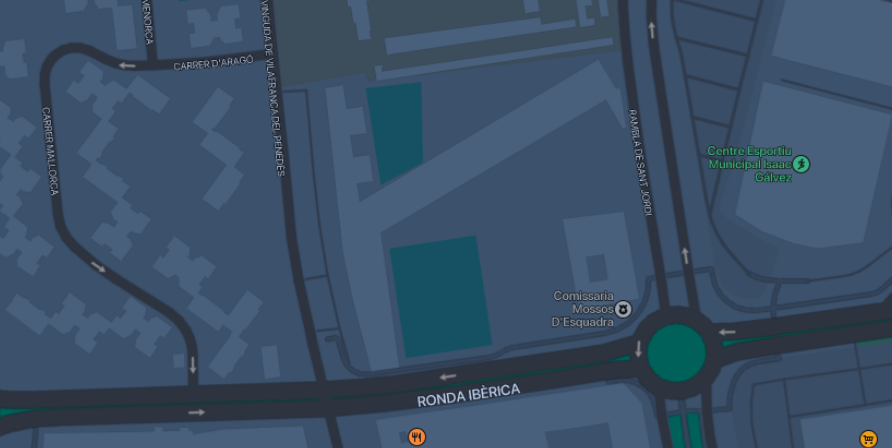 MENORCA
VINGUDA DE VILAFRANCA DEL PENEDÈS
CARRER D'ARAGÓ
CARRER MALLORCA
RAMBLA DE SANT JORDI
Centre Esportiu
Municipal Isaac
Gálvez
Comissaria
Mossos
D'Esquadra
RONDA IBÈRICA